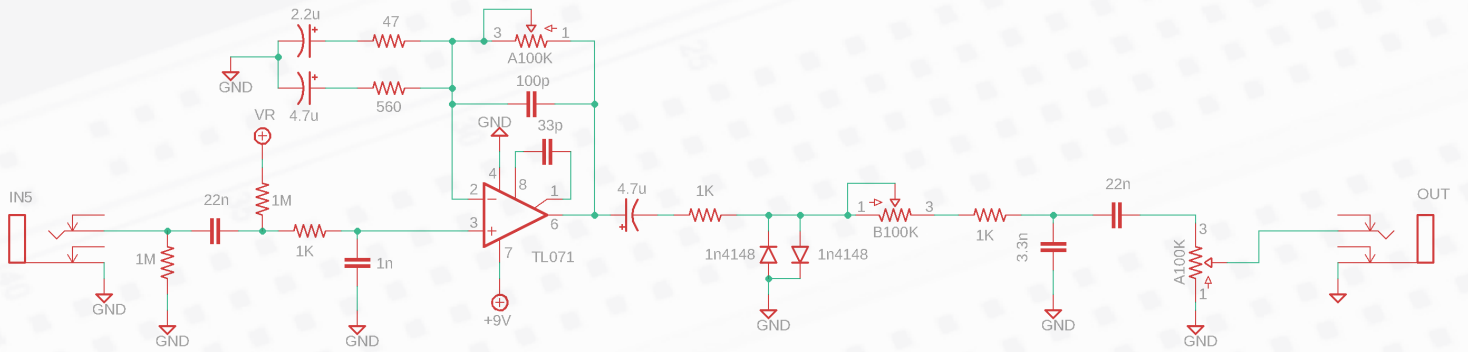 2.2u
47
3
1
A100K
GND
100p
560
4.7u
VR
GND
33p
4
8
IN5
22n
1M
2
1
4.7u
1K
1
3
22n
OUT
3
6
B100K
3
1K
1n
1K
1M
7
TL071
1n4148
1n4148
3.3n
A100K
1
GND
+9V
GND
GND
GND
GND
GND